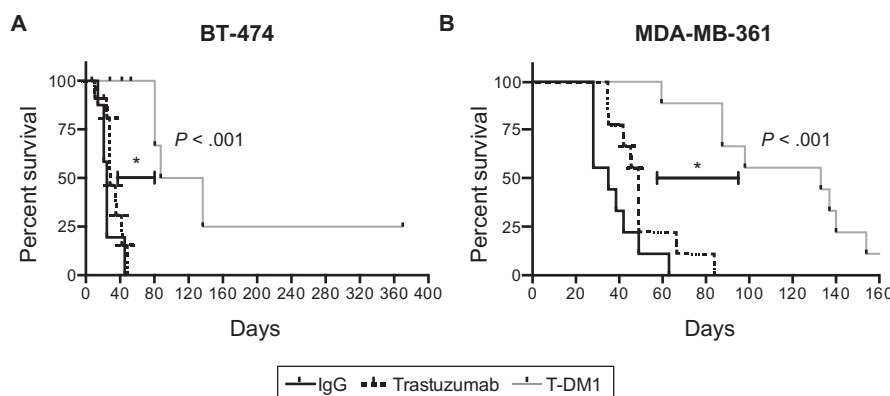 A
BT-474
Percent survival
100
75
50
25
0
P < .001
*
0 40 80 120 160 200 240 280 320 360 400
Days
B
MDA-MB-361
Percent survival
100
75
50
25
0
P < .001
*
0 20 40 60 80 100 120 140 160
Days
IgG Trastuzumab T-DM1